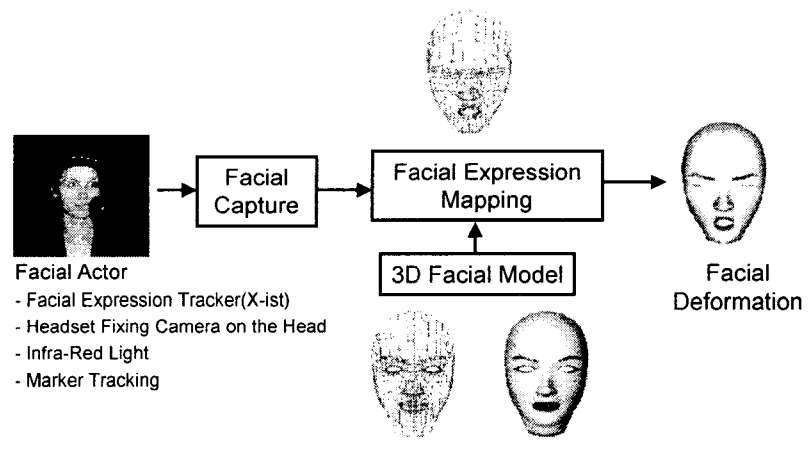 Facial
Capture
Facial Expression
Mapping
3D Facial Model
Facial
Deformation
Facial Actor
- Facial Expression Tracker(X-ist)
- Headset Fixing Camera on the Head
- Infra-Red Light
- Marker Tracking